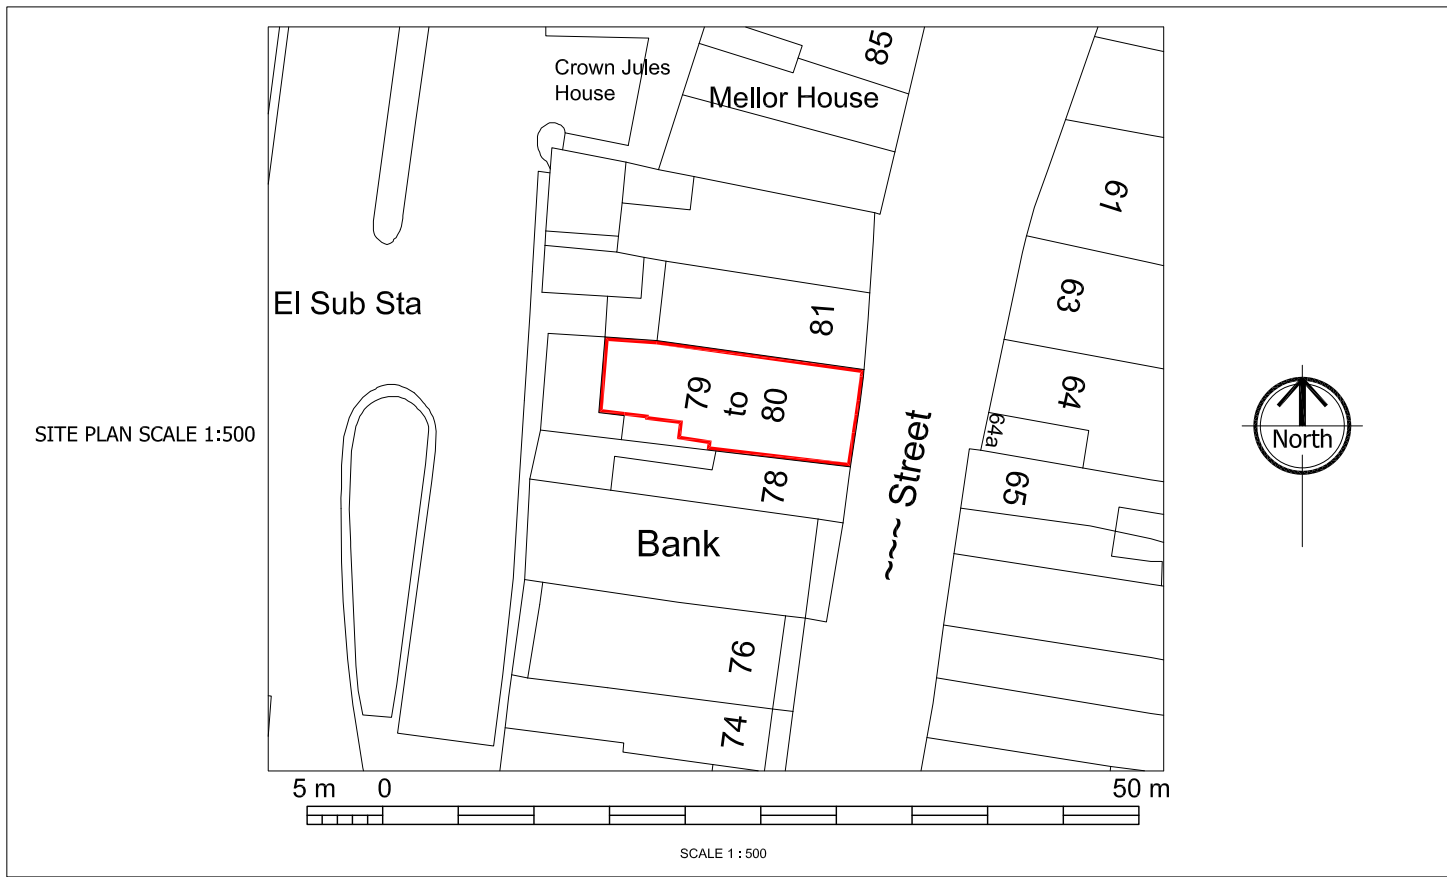 85
Crown Jules
House
Mellor House
61
El Sub Sta
63
81
79
to
80
64
64a
SITE PLAN SCALE 1:500
North
~~~~ Street
78
65
Bank
76
74
5 m 0 50 m
SCALE 1 : 500